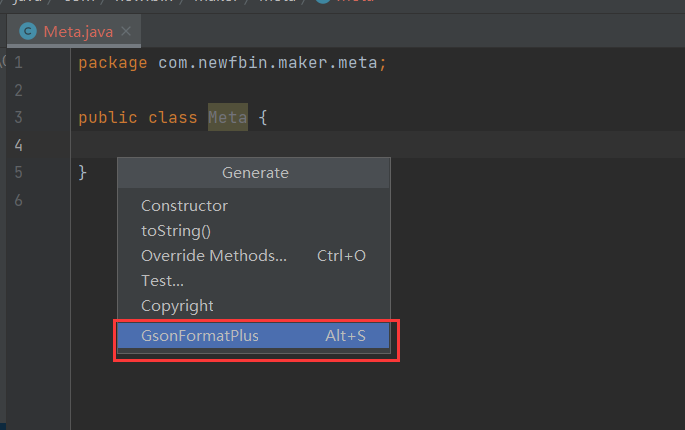 Meta.java
1 package com.newfbin.maker.meta;
2
3 public class Meta {
4
5 }
6
Generate
Constructor
toString()
Override Methods... Ctrl+O
Test...
Copyright
GsonFormatPlus Alt+S